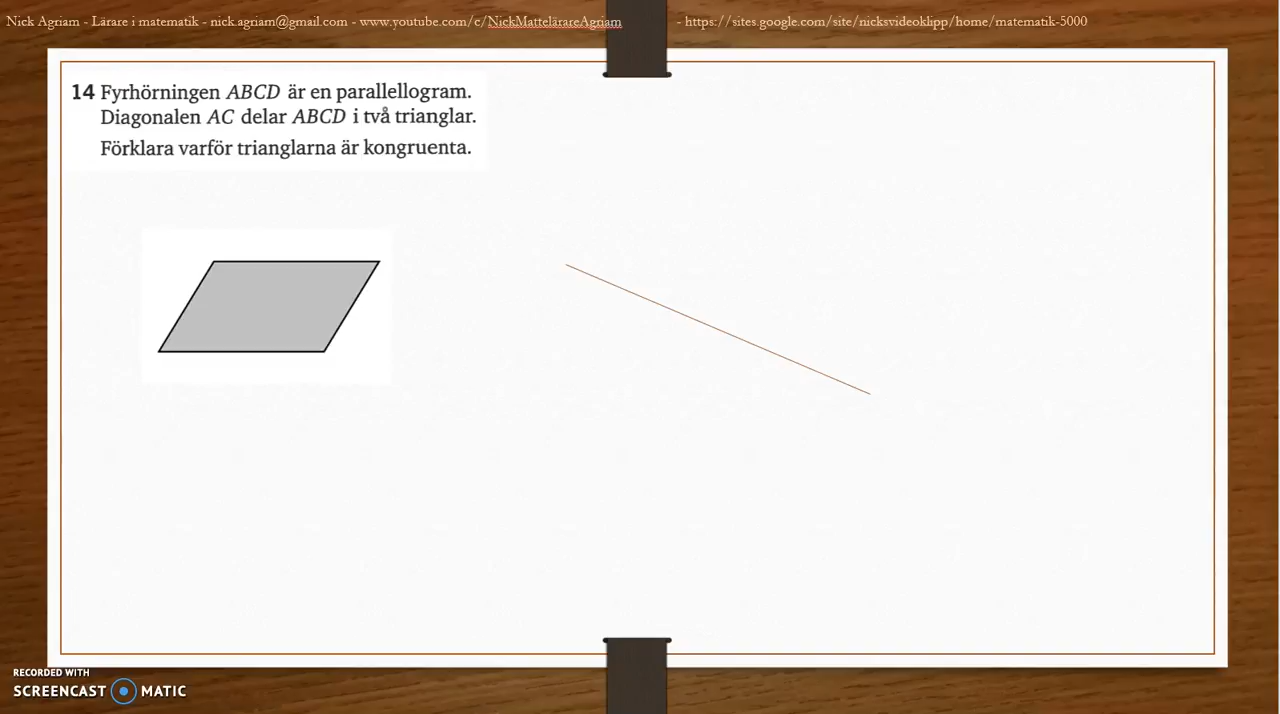 Nick Agriam - Lärare i matematik - nick.agriam@gmail.com - www.youtube.com/c/NickMattelärareAgriam - https://sites.google.com/site/nicksvideoklipp/home/matematik-5000
14 Fyrhörningen ABCD är en parallellogram.
Diagonalen AC delar ABCD i två trianglar.
Förklara varför trianglarna är kongruenta.
RECORDED WITH
SCREENCAST MATIC